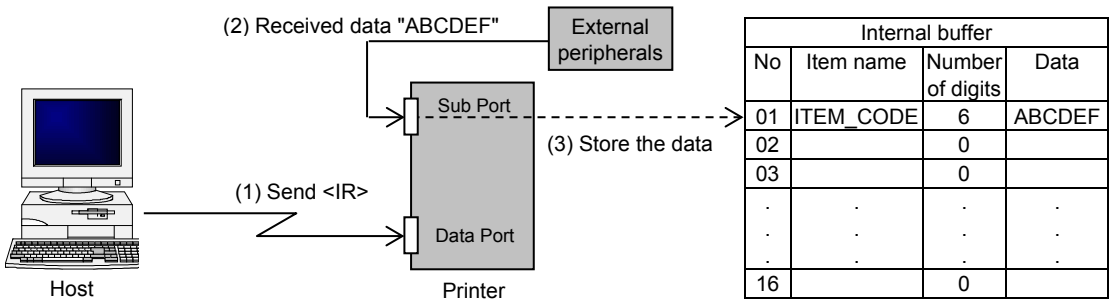 (2) Received data "ABCDEF"
External
peripherals
Sub Port
(3) Store the data
(1) Send <IR>
Data Port
Host
Printer
Internal buffer
No Item name Number of digits Data
01 ITEM_CODE 6 ABCDEF
02 0
03 0
. . . .
. . . .
. . . .
16 0